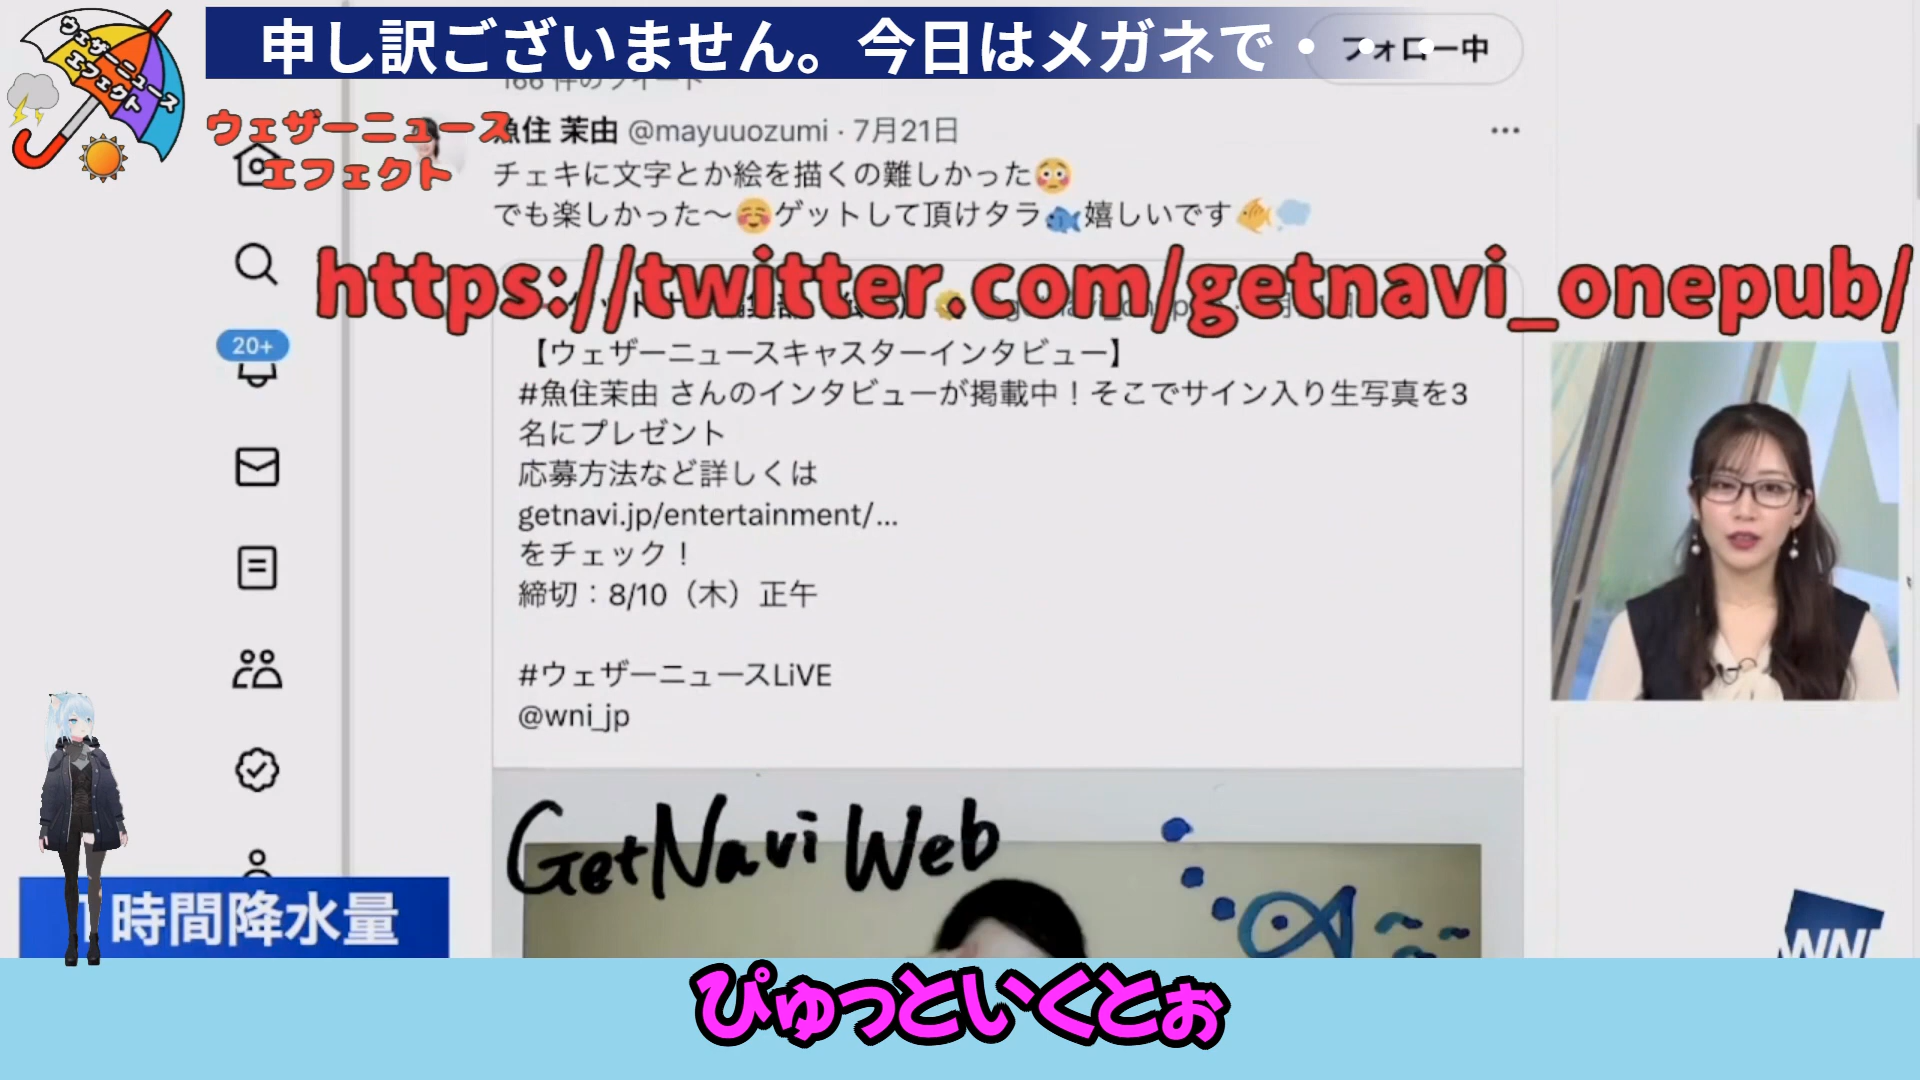 申し訳ございません。今日はメガネで・・・
フォロー中
166 件のツイート
ウェザーニュース
エフェクト
ウェザーニュース
エフェクト
魚住 茉由 @mayuuozumi · 7月21日
チェキに文字とか絵を描くの難しかった😳
でも楽しかった〜☺️ゲットして頂けタラ🐟嬉しいです🐠💭
https://twitter.com/getnavi_onepub/
20+
【ウェザーニュースキャスターインタビュー】
#魚住茉由 さんのインタビューが掲載中！そこでサイン入り生写真を3
名にプレゼント
応募方法など詳しくは
getnavi.jp/entertainment/...
をチェック！
締切：8/10（木）正午
#ウェザーニュースLiVE
@wni_jp
GetNavi Web
1時間降水量
WNI
ぴゅっといくとぉ